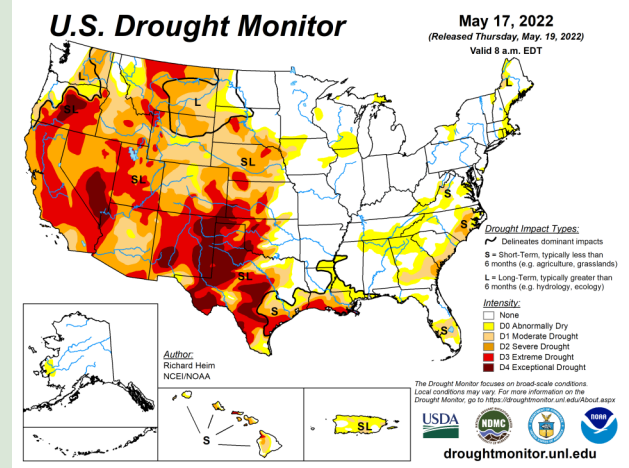 U.S. Drought Monitor
May 17, 2022
(Released Thursday, May. 19, 2022)
Valid 8 a.m. EDT
L
L
SL
L
SL
SL
S
S
L
SL
S
S
Drought Impact Types:
Delineates dominant impacts
S = Short-Term, typically less than
6 months (e.g. agriculture, grasslands)
L = Long-Term, typically greater than
6 months (e.g. hydrology, ecology)
Intensity:
None
D0 Abnormally Dry
D1 Moderate Drought
D2 Severe Drought
D3 Extreme Drought
D4 Exceptional Drought
Author:
Richard Heim
NCEI/NOAA
S
SL
The Drought Monitor focuses on broad-scale conditions.
Local conditions may vary. For more information on the
Drought Monitor, go to https://droughtmonitor.unl.edu/About.aspx
USDA
NDMC
NOAA
droughtmonitor.unl.edu